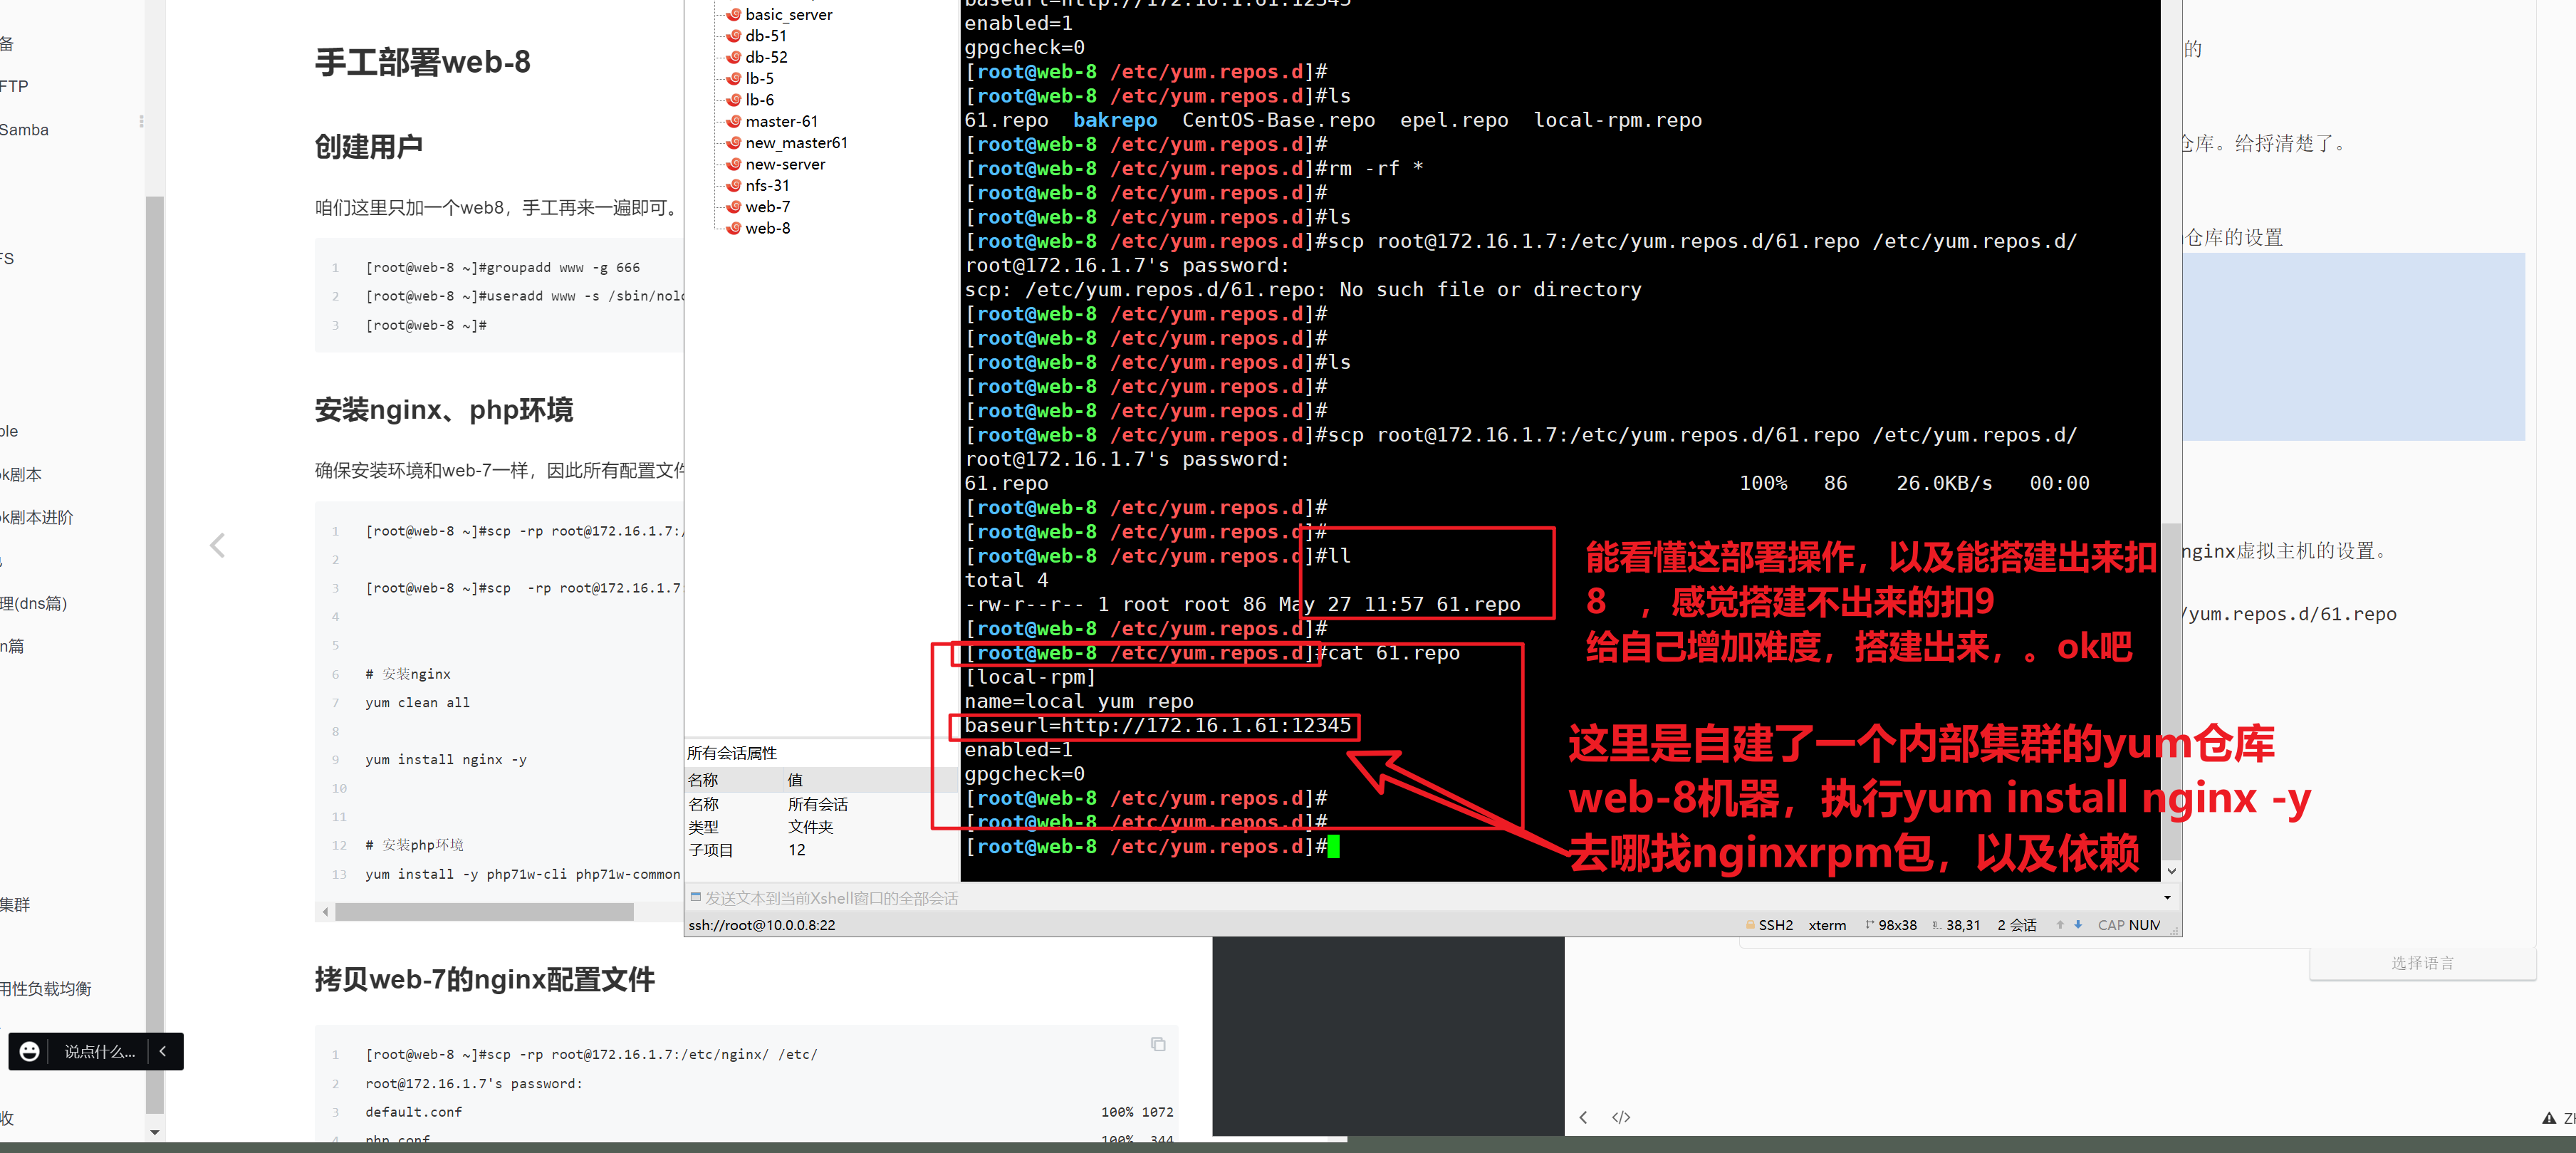 备
FTP
Samba
FS
ble
ok剧本
ok剧本进阶
理(dns篇)
n篇
集群
用性负载均衡
说点什么...
收
手工部署web-8
创建用户
咱们这里只加一个web8，手工再来一遍即可。
1 [root@web-8 ~]#groupadd www -g 666
2 [root@web-8 ~]#useradd www -s /sbin/nolo
3 [root@web-8 ~]#
安装nginx、php环境
确保安装环境和web-7一样，因此所有配置文件
1 [root@web-8 ~]#scp -rp root@172.16.1.7:/
2
3 [root@web-8 ~]#scp  -rp root@172.16.1.7:
4
5
6 # 安装nginx
7 yum clean all
8
9 yum install nginx -y
10
11
12 # 安装php环境
13 yum install -y php71w-cli php71w-common
拷贝web-7的nginx配置文件
1 [root@web-8 ~]#scp -rp root@172.16.1.7:/etc/nginx/ /etc/
2 root@172.16.1.7's password:
3 default.conf 100% 1072
4 php.conf 100% 344
basic_server
db-51
db-52
lb-5
lb-6
master-61
new_master61
new-server
nfs-31
web-7
web-8
所有会话属性
名称 值
名称 所有会话
类型 文件夹
子项目 12
baseurl=http://172.16.1.61:12345
enabled=1
gpgcheck=0
[root@web-8 /etc/yum.repos.d]#
[root@web-8 /etc/yum.repos.d]#ls
61.repo  bakrepo  CentOS-Base.repo  epel.repo  local-rpm.repo
[root@web-8 /etc/yum.repos.d]#
[root@web-8 /etc/yum.repos.d]#rm -rf *
[root@web-8 /etc/yum.repos.d]#
[root@web-8 /etc/yum.repos.d]#ls
[root@web-8 /etc/yum.repos.d]#scp root@172.16.1.7:/etc/yum.repos.d/61.repo /etc/yum.repos.d/
root@172.16.1.7's password:
scp: /etc/yum.repos.d/61.repo: No such file or directory
[root@web-8 /etc/yum.repos.d]#
[root@web-8 /etc/yum.repos.d]#
[root@web-8 /etc/yum.repos.d]#ls
[root@web-8 /etc/yum.repos.d]#
[root@web-8 /etc/yum.repos.d]#
[root@web-8 /etc/yum.repos.d]#scp root@172.16.1.7:/etc/yum.repos.d/61.repo /etc/yum.repos.d/
root@172.16.1.7's password:
61.repo 100% 86 26.0KB/s 00:00
[root@web-8 /etc/yum.repos.d]#
[root@web-8 /etc/yum.repos.d]#
[root@web-8 /etc/yum.repos.d]#ll
total 4
-rw-r--r-- 1 root root 86 May 27 11:57 61.repo
[root@web-8 /etc/yum.repos.d]#
[root@web-8 /etc/yum.repos.d]#cat 61.repo
[local-rpm]
name=local yum repo
baseurl=http://172.16.1.61:12345
enabled=1
gpgcheck=0
[root@web-8 /etc/yum.repos.d]#
[root@web-8 /etc/yum.repos.d]#
[root@web-8 /etc/yum.repos.d]#
能看懂这部署操作，以及能搭建出来扣
8 ，感觉搭建不出来的扣9
给自己增加难度，搭建出来，。ok吧
这里是自建了一个内部集群的yum仓库
web-8机器，执行yum install nginx -y
去哪找nginxrpm包，以及依赖
发送文本到当前Xshell窗口的全部会话
ssh://root@10.0.0.8:22 SSH2 xterm 98x38 38,31 2 会话 CAP NUM
的
仓库。给捋清楚了。
仓库的设置
nginx虚拟主机的设置。
/yum.repos.d/61.repo
选择语言